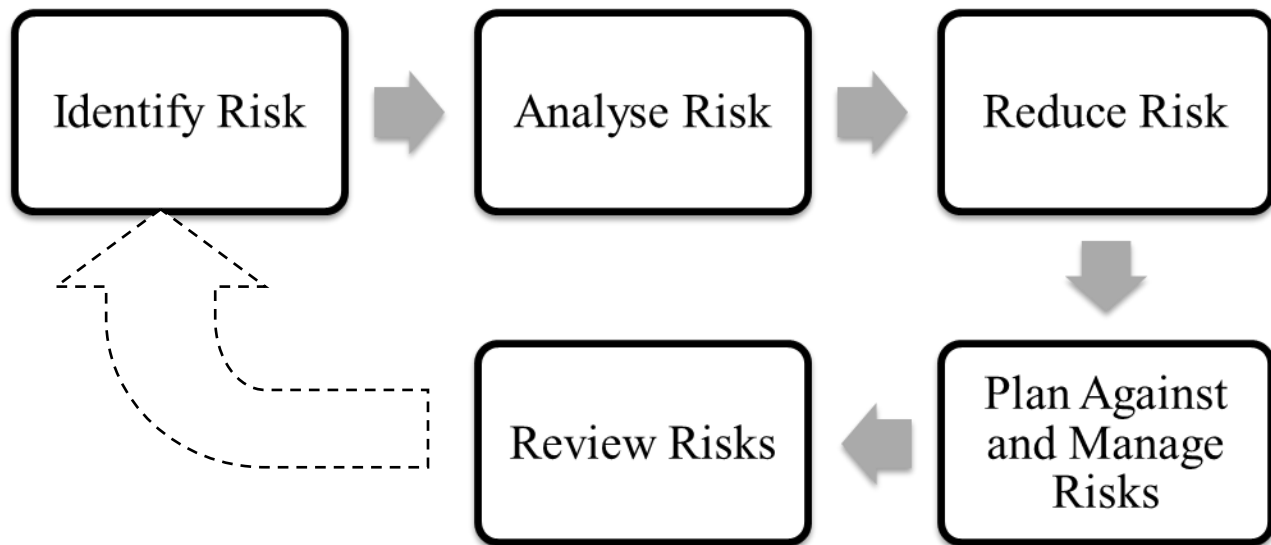 Identify Risk
Analyse Risk
Reduce Risk
Plan Against
and Manage
Risks
Review Risks